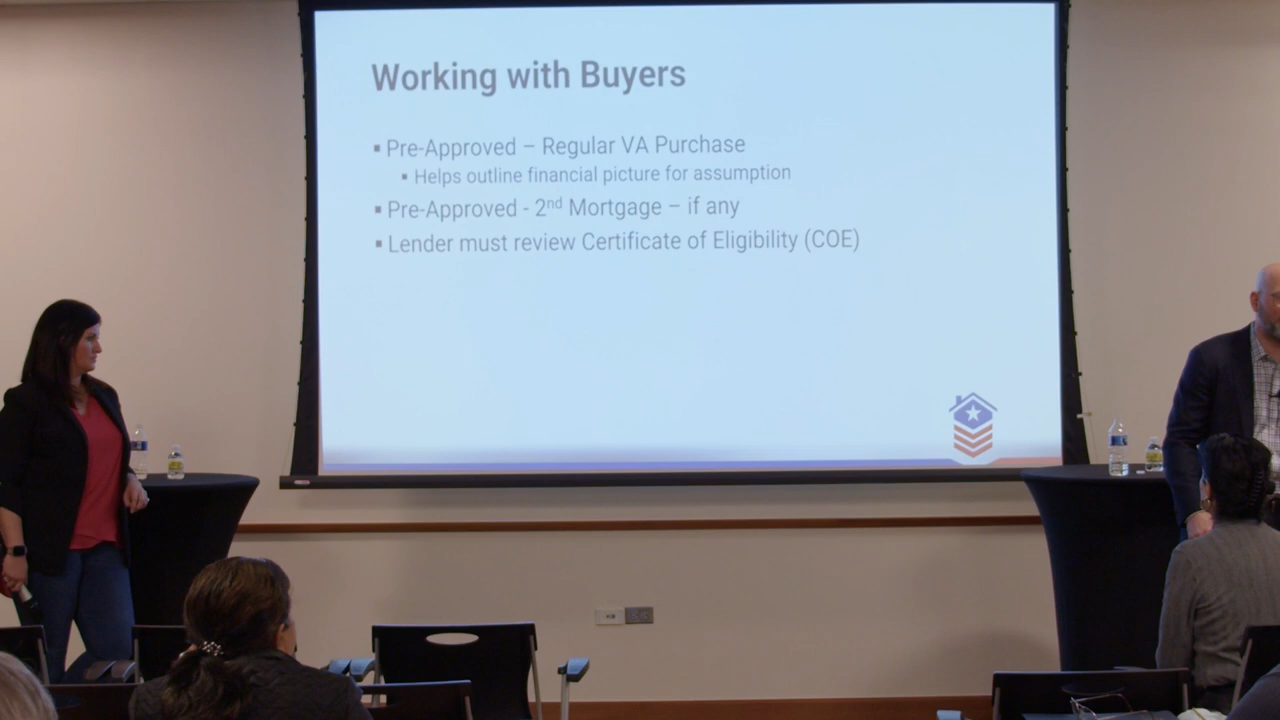 Working with Buyers
▪ Pre-Approved – Regular VA Purchase
▪ Helps outline financial picture for assumption
▪ Pre-Approved - 2nd Mortgage – if any
▪ Lender must review Certificate of Eligibility (COE)